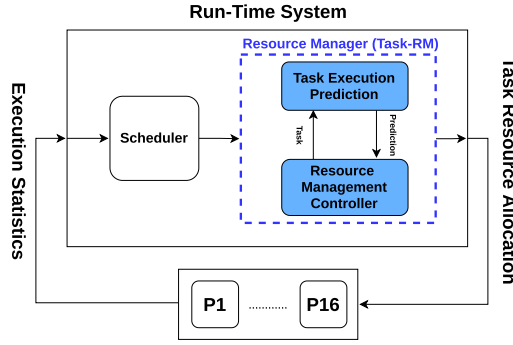 Run-Time System
Resource Manager (Task-RM)
Task Execution
Prediction
Scheduler
Task
Prediction
Resource
Management
Controller
Execution Statistics
Task Resource Allocation
P1
............
P16